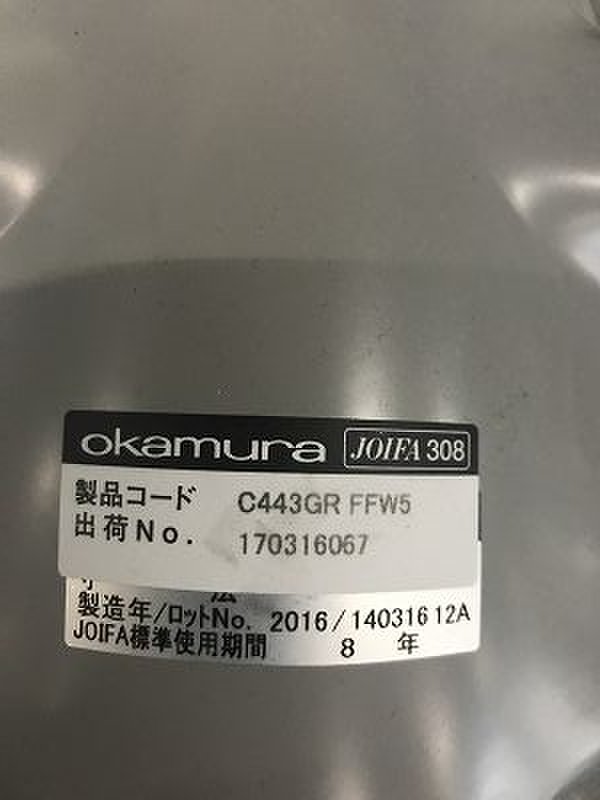 okamura JOIFA 308
製品コード C443GR FFW5
出荷No. 170316067
寸 法
製造年/ロットNo. 2016/14031612A
JOIFA標準使用期間 8 年